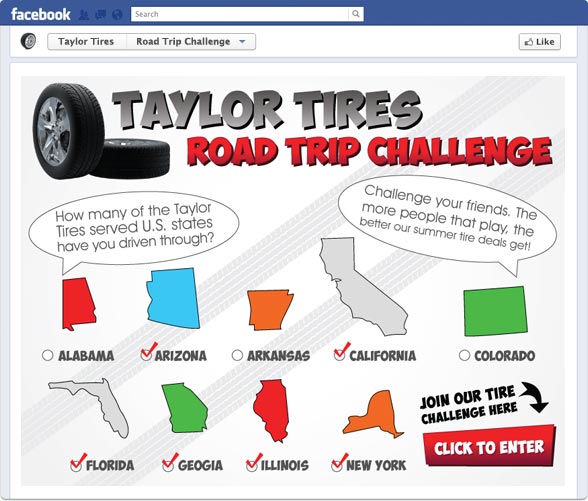 facebook
Search
Taylor Tires
Road Trip Challenge
Like
TAYLOR TIRES
ROAD TRIP CHALLENGE
How many of the Taylor
Tires served U.S. states
have you driven through?
Challenge your friends. The
more people that play, the
better our summer tire deals get!
ALABAMA
ARIZONA
ARKANSAS
CALIFORNIA
COLORADO
FLORIDA
GEOGIA
ILLINOIS
NEW YORK
JOIN OUR TIRE
CHALLENGE HERE
CLICK TO ENTER